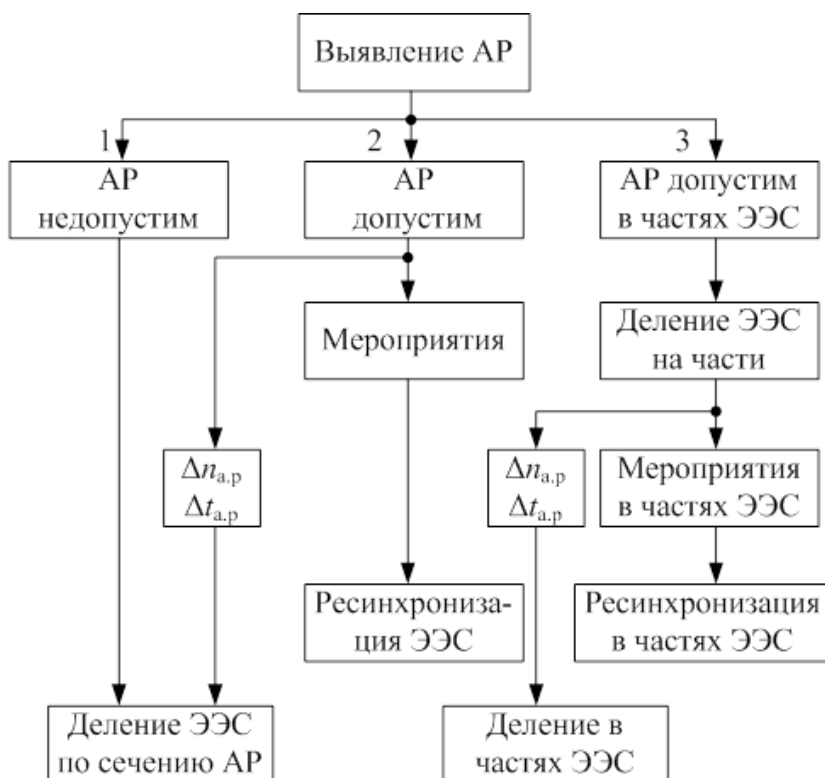 Выявление АР
1
2
3
АР
недопустим
АР
допустим
АР допустим
в частях ЭЭС
Мероприятия
Деление ЭЭС
на части
Δnа.р
Δtа.р
Δnа.р
Δtа.р
Мероприятия
в частях ЭЭС
Ресинхрониза-
ция ЭЭС
Ресинхронизация
в частях ЭЭС
Деление ЭЭС
по сечению АР
Деление в
частях ЭЭС